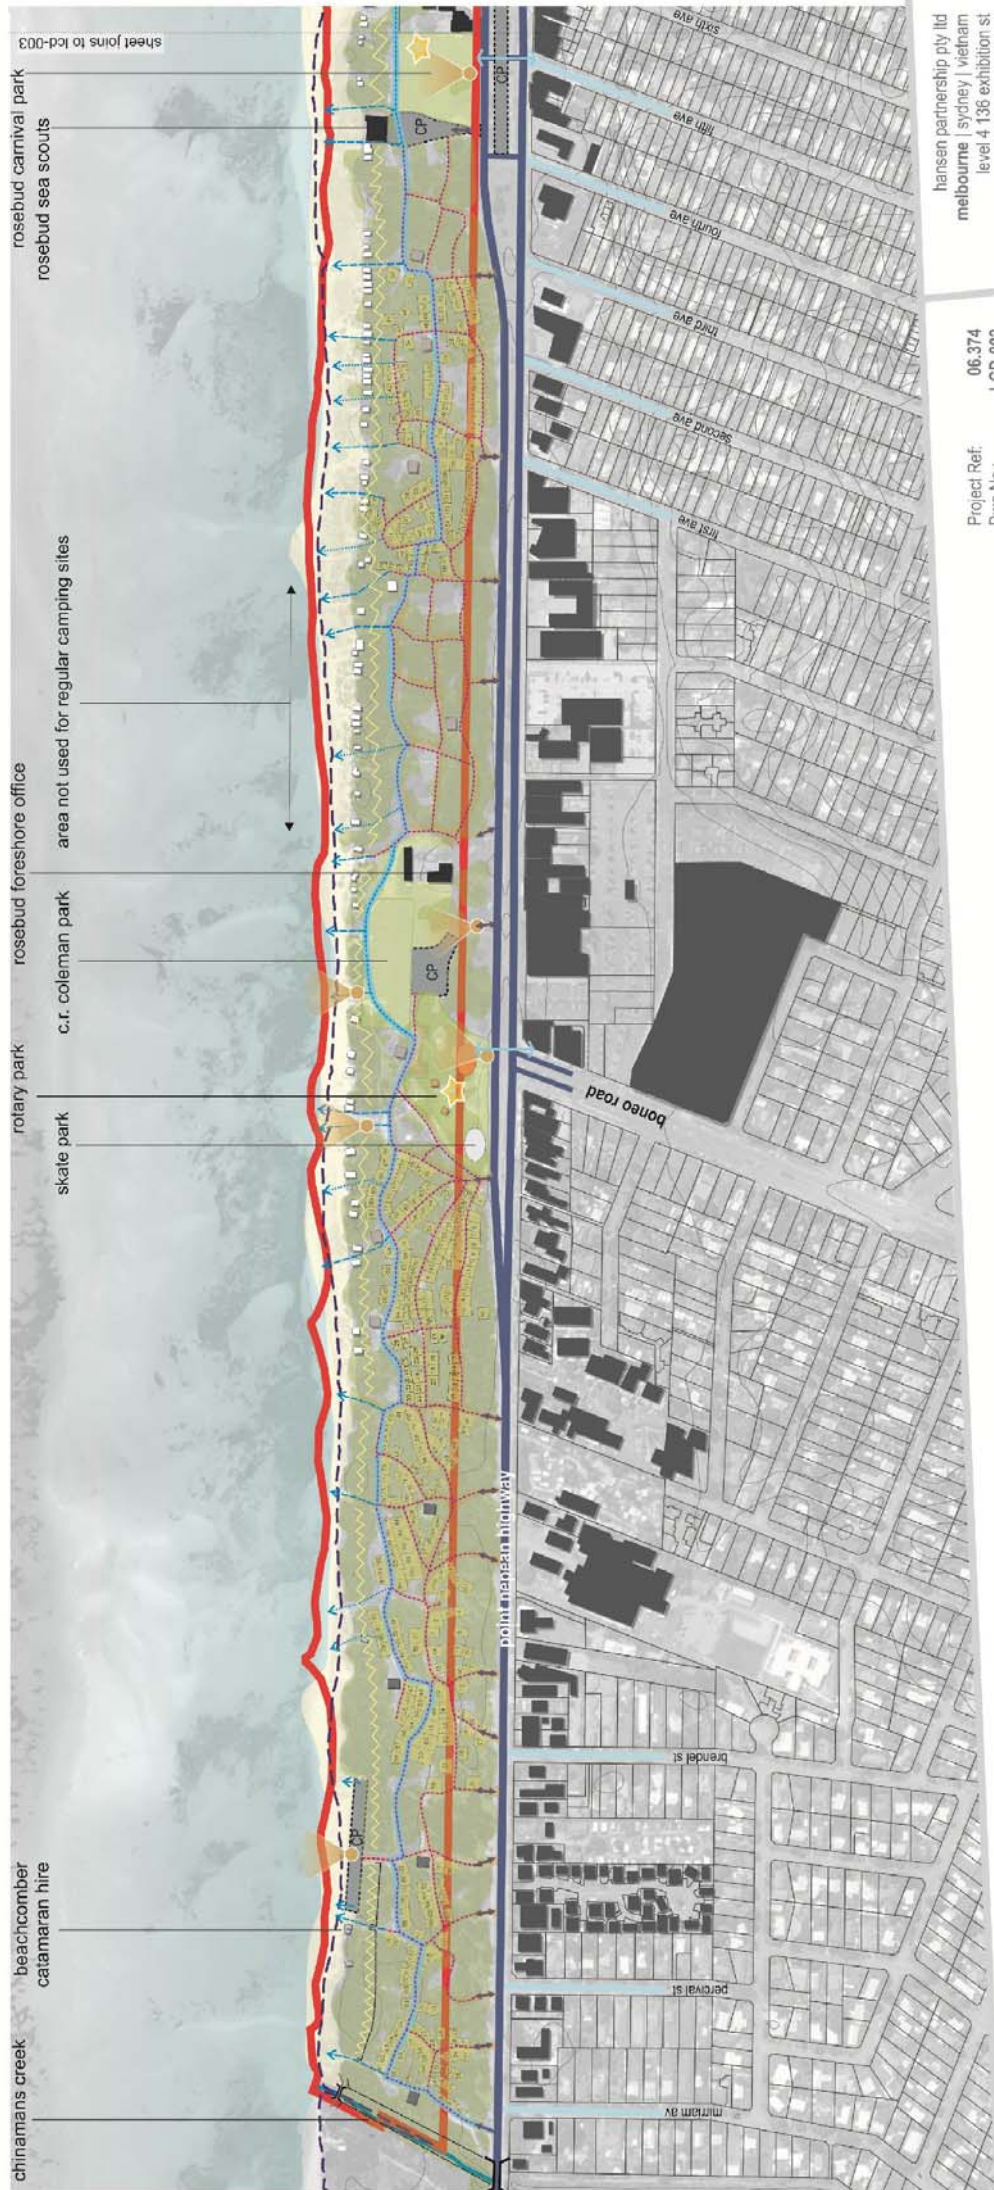 chinamans creek
beachcomber
catamaran hire
rotary park
skate park
c.r. coleman park
rosebud foreshore office
area not used for regular camping sites
rosebud carnival park
rosebud sea scouts
sheet joins to lcd-003
CP
CP
CP
CP
point nepean highway
boneo road
mirriam av
percival st
brendel st
first ave
second ave
third ave
fourth ave
fifth ave
sixth ave
hansen partnership pty ltd
melbourne | sydney | vietnam
level 4 136 exhibition st
Project Ref: 06.374